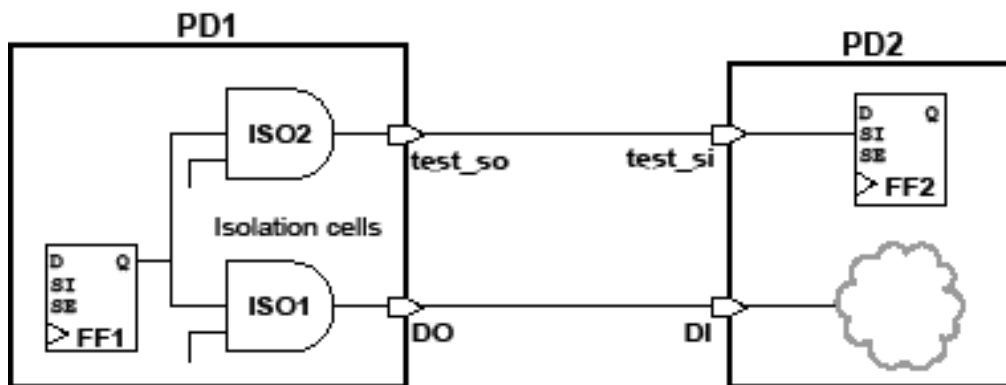 PD1
PD2
ISO2
D Q
SI
SE
FF2
test_so
test_si
Isolation cells
D Q
SI
SE
FF1
ISO1
DO
DI